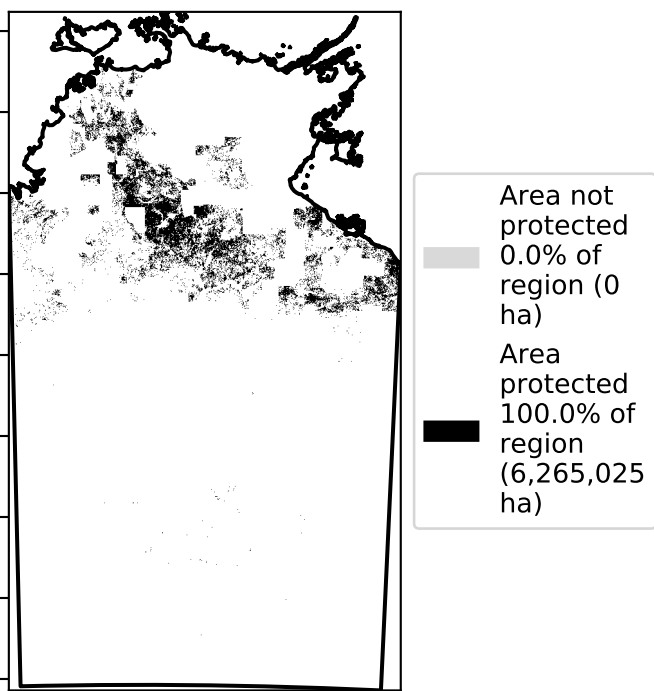 Area not
protected
0.0% of
region (0
ha)
Area
protected
100.0% of
region
(6,265,025
ha)